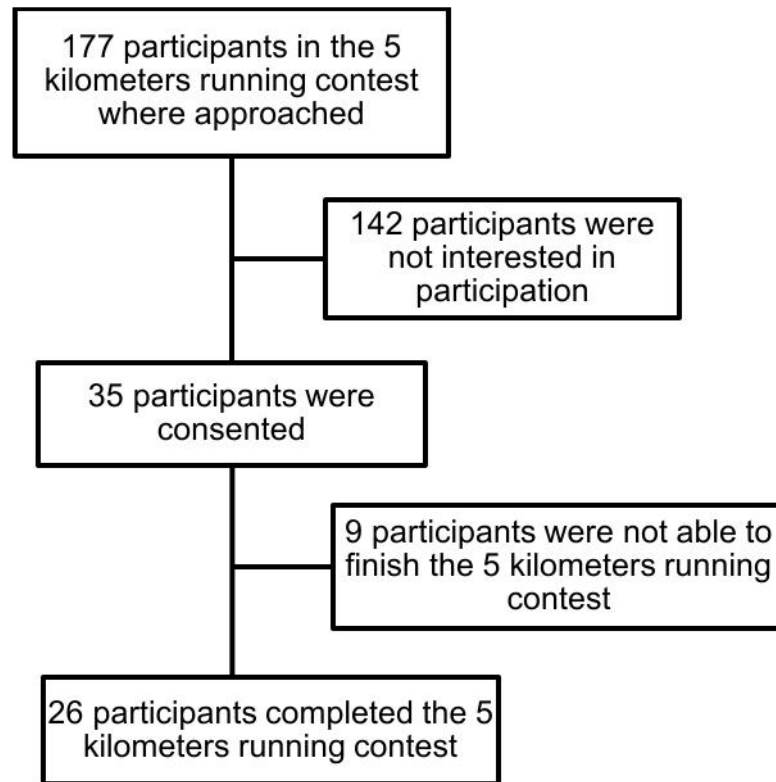 177 participants in the 5
kilometers running contest
where approached
142 participants were
not interested in
participation
35 participants were
consented
9 participants were not able to
finish the 5 kilometers running
contest
26 participants completed the 5
kilometers running contest